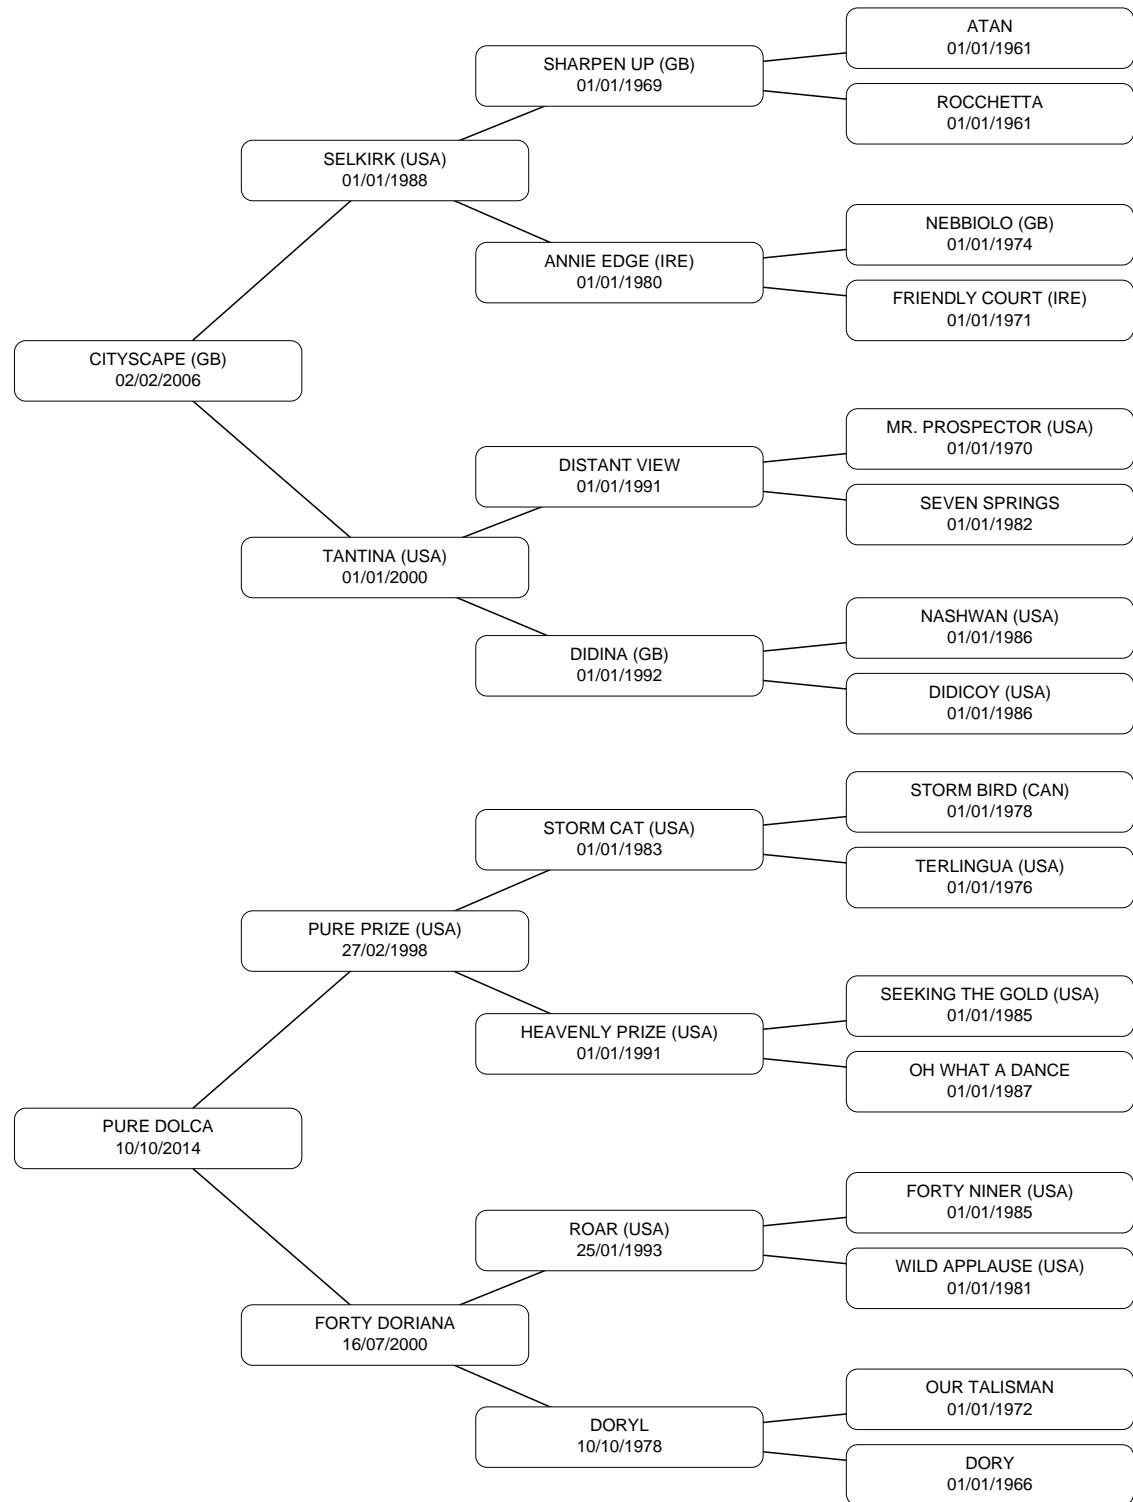 ATAN
01/01/1961
SHARPEN UP (GB)
01/01/1969
ROCCHETTA
01/01/1961
SELKIRK (USA)
01/01/1988
NEBBIOLO (GB)
01/01/1974
ANNIE EDGE (IRE)
01/01/1980
FRIENDLY COURT (IRE)
01/01/1971
CITYSCAPE (GB)
02/02/2006
MR. PROSPECTOR (USA)
01/01/1970
DISTANT VIEW
01/01/1991
SEVEN SPRINGS
01/01/1982
TANTINA (USA)
01/01/2000
NASHWAN (USA)
01/01/1986
DIDINA (GB)
01/01/1992
DIDICOY (USA)
01/01/1986
STORM BIRD (CAN)
01/01/1978
STORM CAT (USA)
01/01/1983
TERLINGUA (USA)
01/01/1976
PURE PRIZE (USA)
27/02/1998
SEEKING THE GOLD (USA)
01/01/1985
HEAVENLY PRIZE (USA)
01/01/1991
OH WHAT A DANCE
01/01/1987
PURE DOLCA
10/10/2014
FORTY NINER (USA)
01/01/1985
ROAR (USA)
25/01/1993
WILD APPLAUSE (USA)
01/01/1981
FORTY DORIANA
16/07/2000
OUR TALISMAN
01/01/1972
DORYL
10/10/1978
DORY
01/01/1966